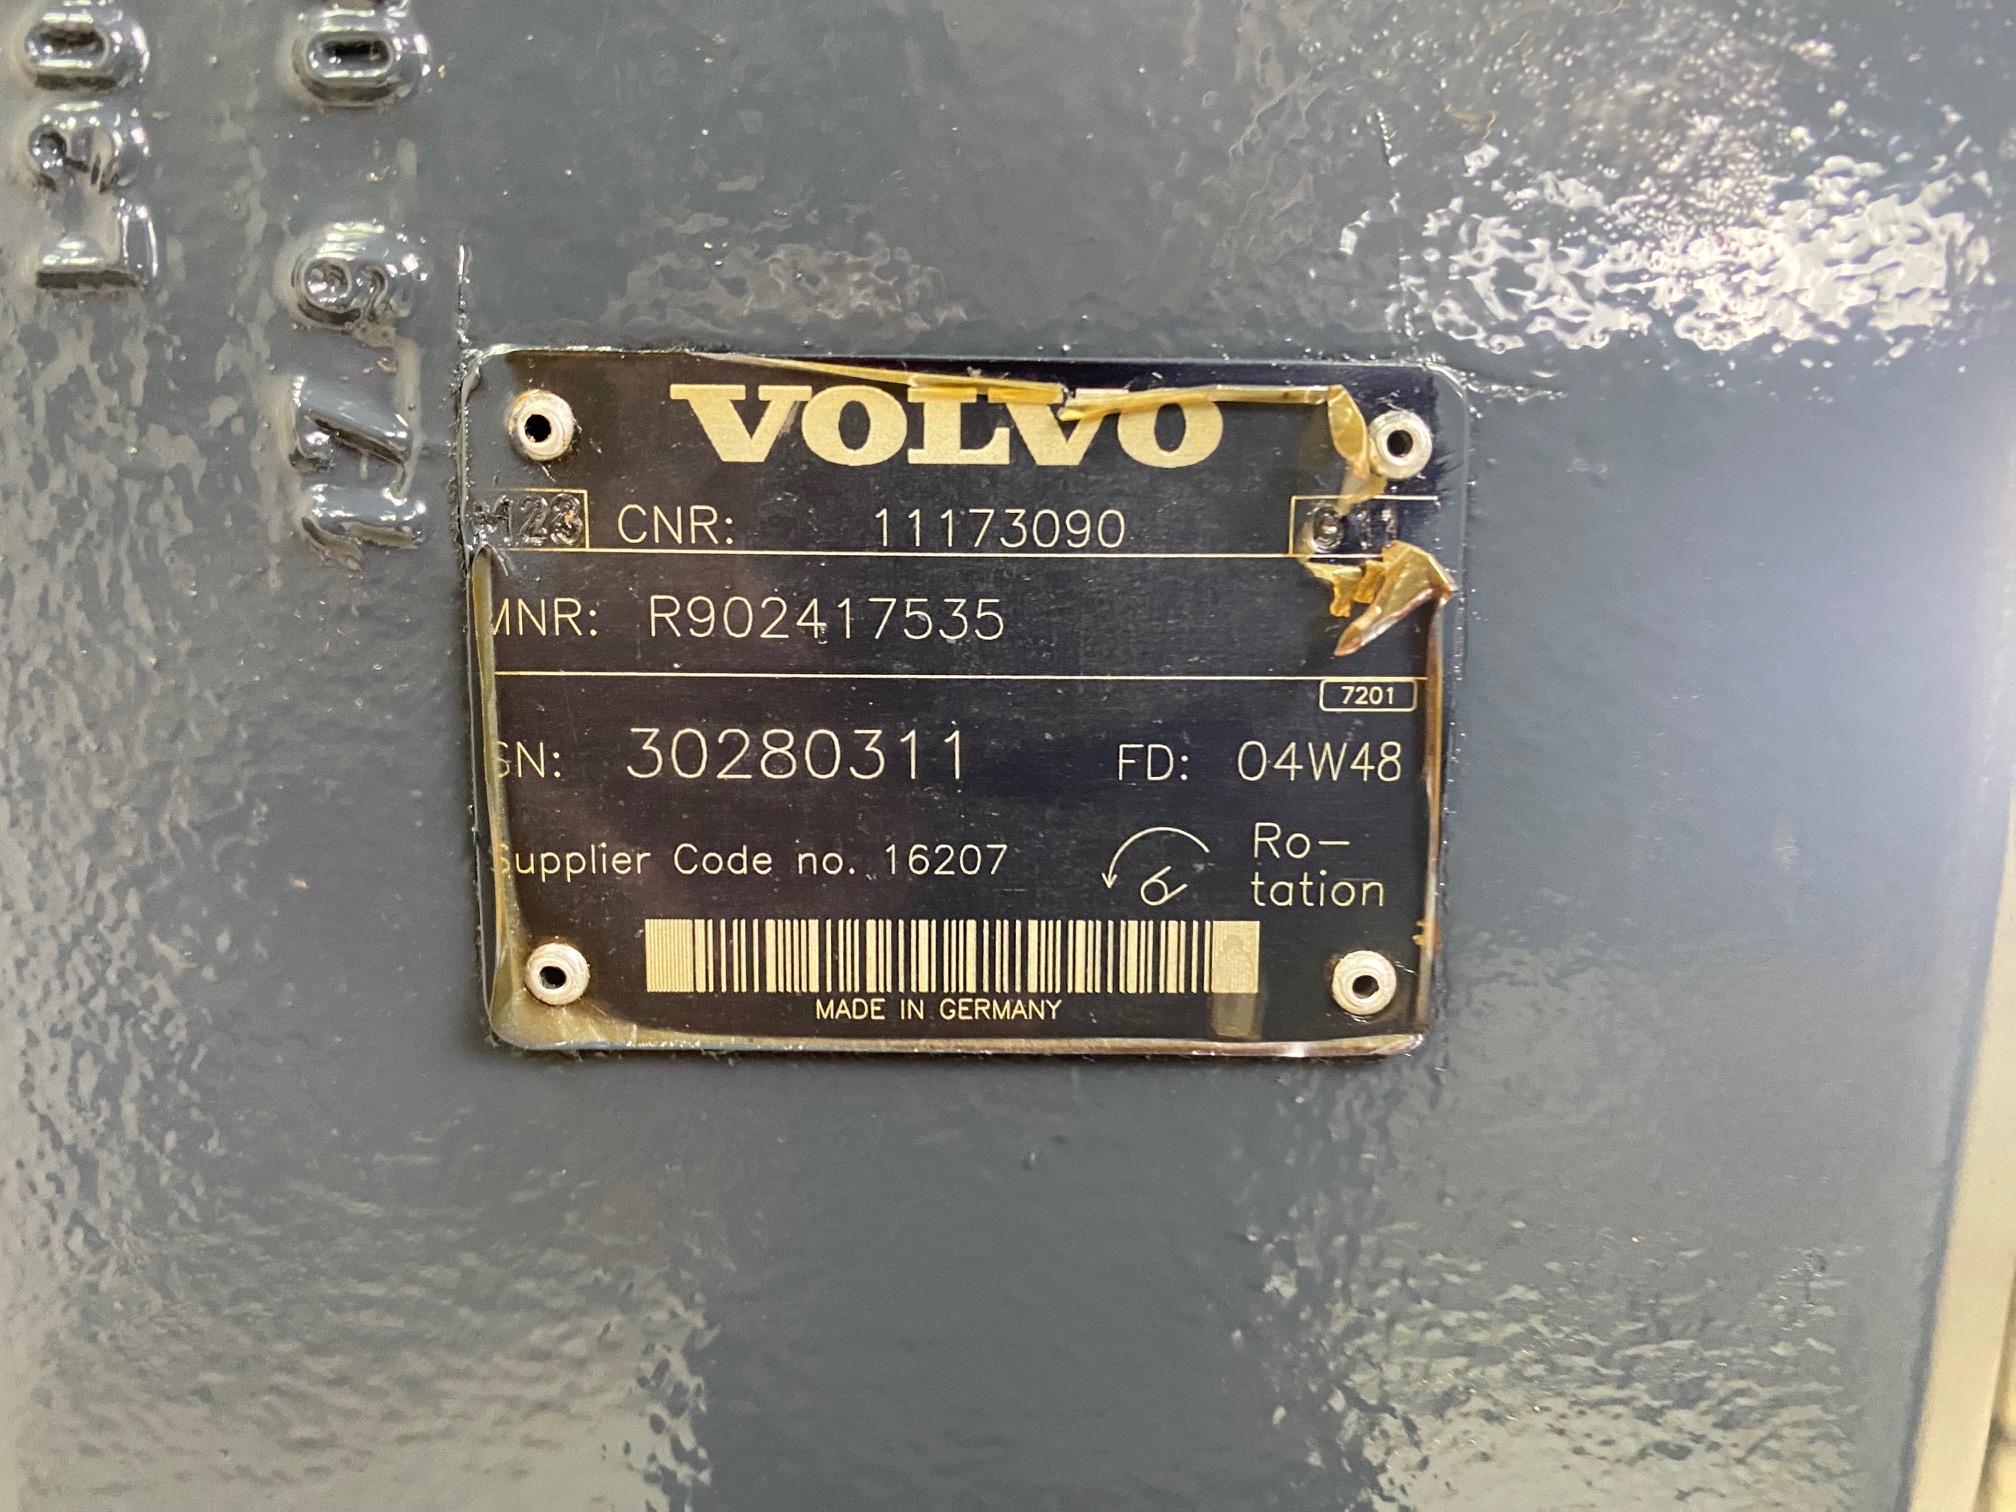 VOLVO
M23 CNR: 11173090
MNR: R902417535
7201
SN: 30280311 FD: 04W48
Supplier Code no. 16207 Ro-
tation
MADE IN GERMANY